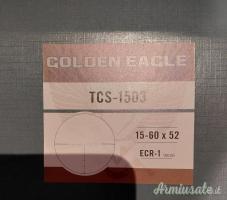 GOLDEN EAGLE
TCS-1503
15-60 x 52
ECR-1
Armiusate.it